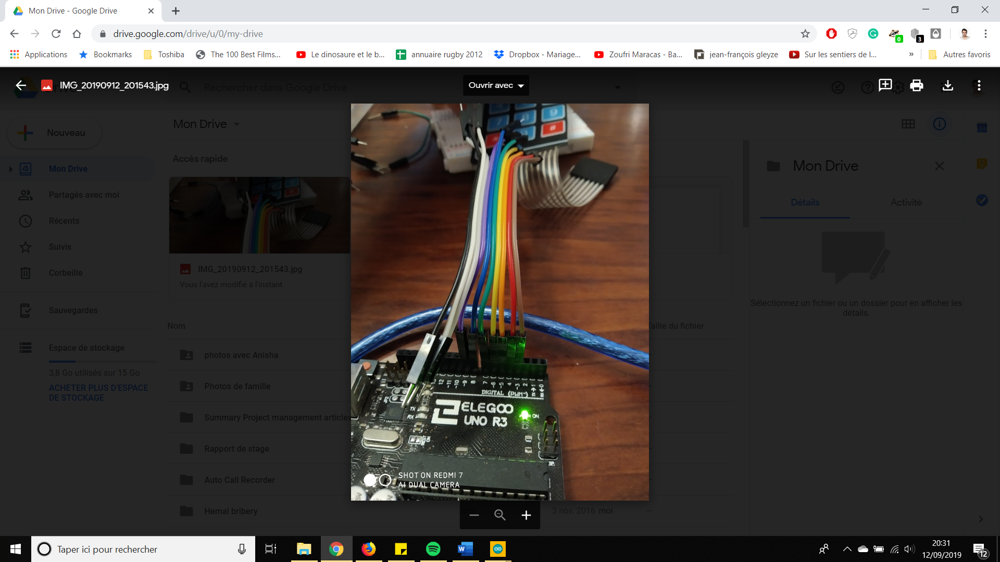 Mon Drive - Google Drive
drive.google.com/drive/u/0/my-drive
Applications
Bookmarks
Toshiba
The 100 Best Films...
Le dinosaure et le b...
annuaire rugby 2012
Dropbox - Mariage...
Zoufri Maracas - Ba...
jean-françois gleyze
Sur les sentiers de l...
»
Autres favoris
IMG_20190912_201543.jpg
Rechercher dans Google Drive
Ouvrir avec
Nouveau
Mon Drive
Partagés avec moi
Récents
Suivis
Corbeille
Sauvegardes
Espace de stockage
3,8 Go utilisés sur 15 Go
ACHETER PLUS D'ESPACE
DE STOCKAGE
Mon Drive
Accès rapide
IMG_20190912_201543.jpg
Vous l'avez modifié à l'instant
Nom
Taille du fichier
photos avec Anisha
Photos de famille
Summary Project management articles
Rapport de stage
Auto Call Recorder
Hemal bribery
3 nov. 2016 moi
DIGITAL (PWM~)
TX
RX
ELEGOO
UNO R3
ON
SHOT ON REDMI 7
AI DUAL CAMERA
Mon Drive
Détails
Activité
Sélectionnez un fichier ou un dossier pour en afficher les
détails.
Taper ici pour rechercher
20:31
12/09/2019
12